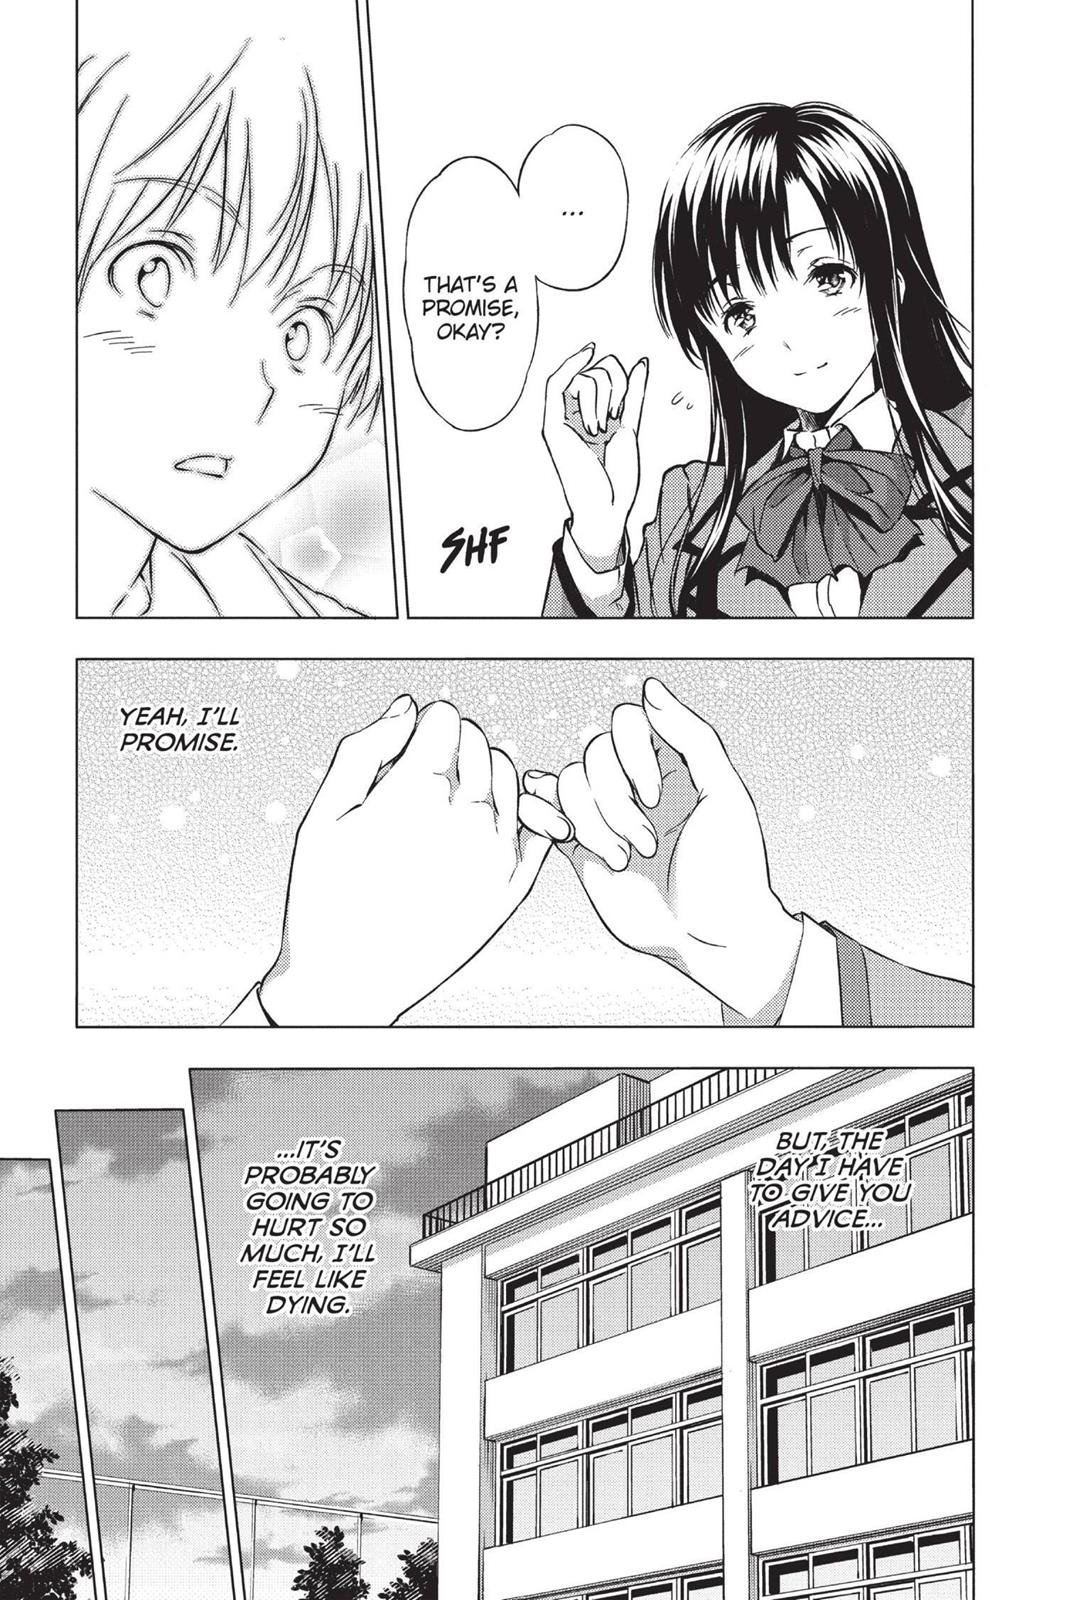 ...
THAT'S A
PROMISE,
OKAY?
SHF
YEAH, I'LL
PROMISE.
BUT, THE
DAY I HAVE
TO GIVE YOU
ADVICE...
...IT'S
PROBABLY
GOING TO
HURT SO
MUCH, I'LL
FEEL LIKE
DYING.